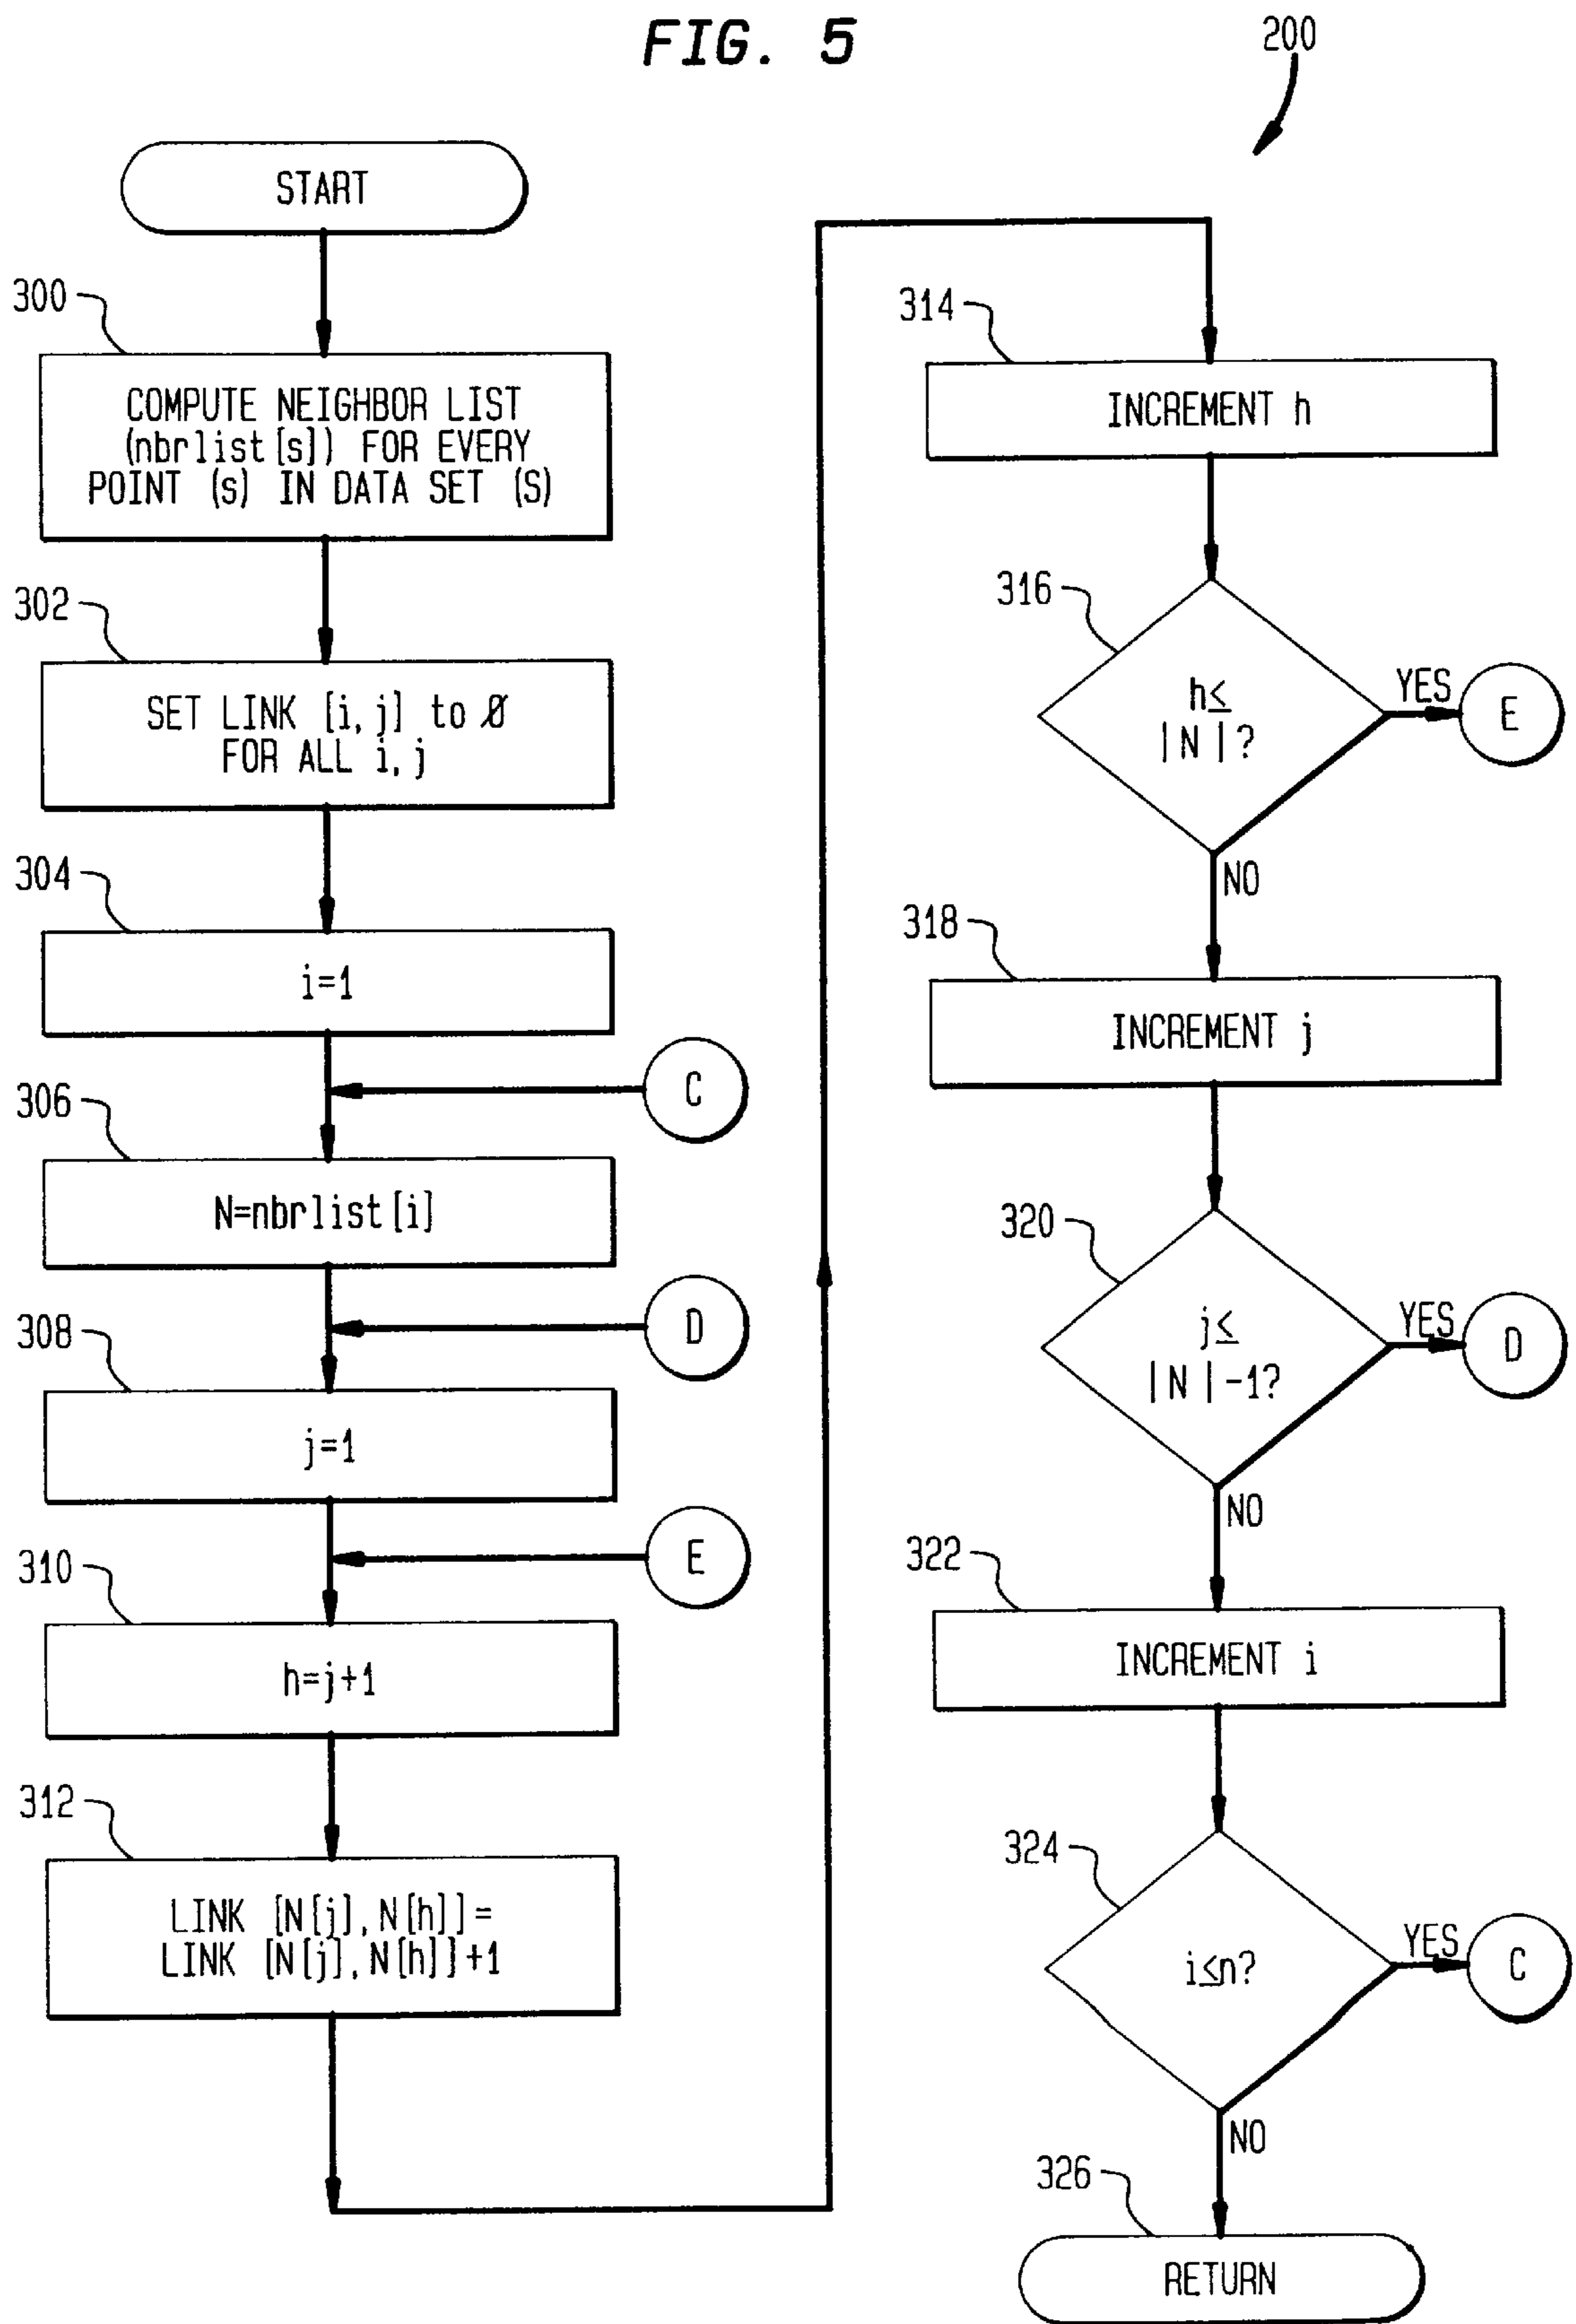 FIG. 5
200
START
300
COMPUTE NEIGHBOR LIST
(nbrlist[s]) FOR EVERY
POINT (s) IN DATA SET (S)
302
SET LINK [i,j] to 0
FOR ALL i,j
304
i=1
C
306
N=nbrlist[i]
D
308
j=1
E
310
h=j+1
312
LINK [N[j],N[h]]=
LINK [N[j],N[h]]+1
314
INCREMENT h
316
h≤
|N|?
YES
E
NO
318
INCREMENT j
320
j≤
|N|-1?
YES
D
NO
322
INCREMENT i
324
i≤n?
YES
C
NO
326
RETURN